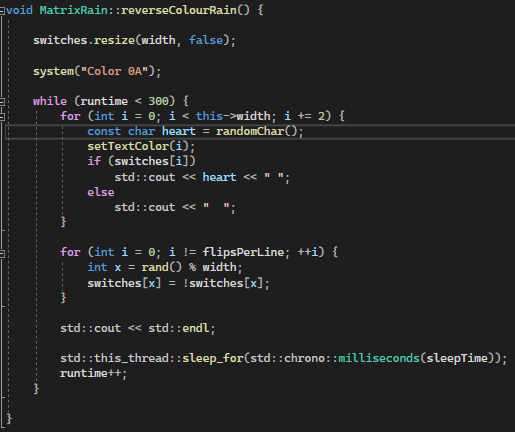 void MatrixRain::reverseColourRain() {
switches.resize(width, false);
system("Color 0A");
while (runtime < 300) {
for (int i = 0; i < this->width; i += 2) {
const char heart = randomChar();
setTextColor(i);
if (switches[i])
std::cout << heart << " ";
else
std::cout << "  ";
}
for (int i = 0; i != flipsPerLine; ++i) {
int x = rand() % width;
switches[x] = !switches[x];
}
std::cout << std::endl;
std::this_thread::sleep_for(std::chrono::milliseconds(sleepTime));
runtime++;
}
}